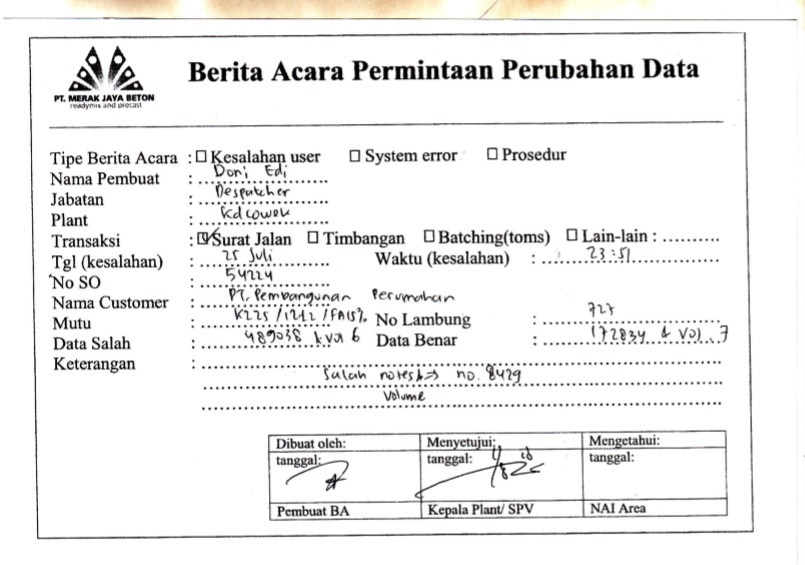 Berita Acara Permintaan Perubahan Data
PT. MERAK JAYA BETON
readymix and precast
Tipe Berita Acara : Kesalahan user System error Prosedur
Nama Pembuat : Doni Edi
Jabatan : Despatcher
Plant : Kdcowek
Transaksi : Surat Jalan Timbangan Batching(toms) Lain-lain :
Tgl (kesalahan) : 25 Juli Waktu (kesalahan) : 23:51
No SO : 54224
Nama Customer : PT. Pembangunan Perumahan
Mutu : K225 / 12±2 / FA15% No Lambung : 727
Data Salah : 489038 & vol 6 Data Benar : 172834 & vol 7
Keterangan :
Salah notes => no. 8429
Volume
Dibuat oleh: Menyetujui: Mengetahui:
tanggal: tanggal: tanggal:
Pembuat BA Kepala Plant/ SPV NAI Area